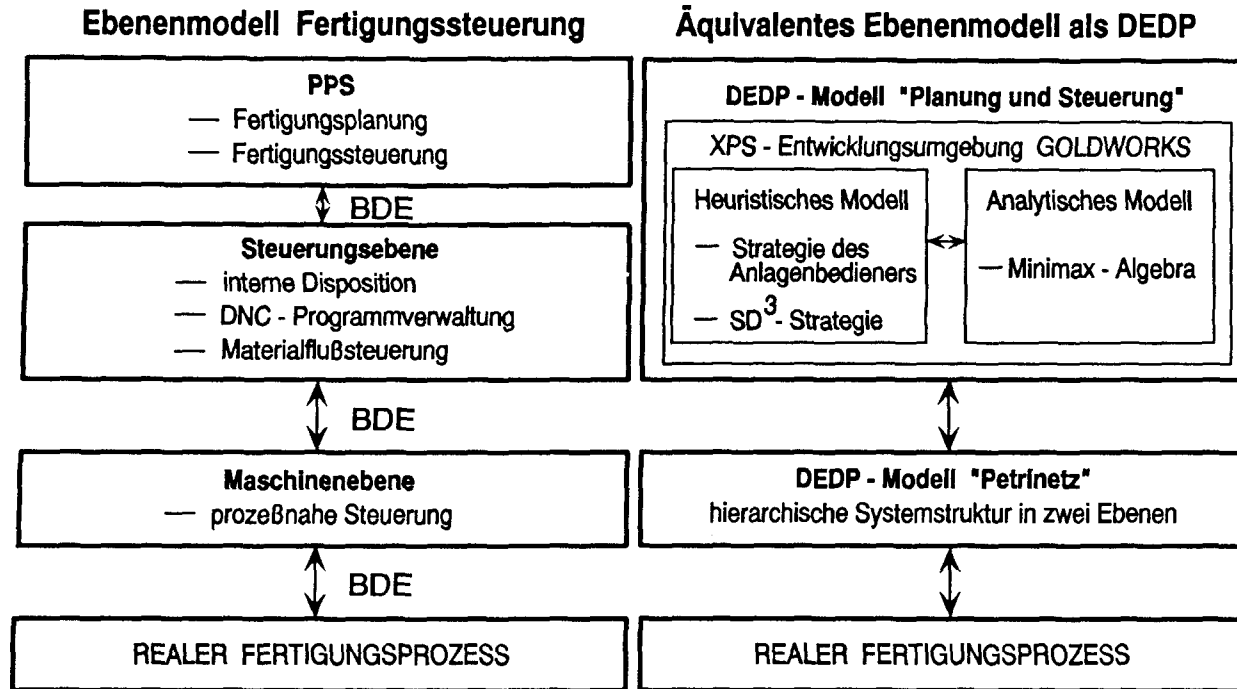 Ebenenmodell Fertigungssteuerung
PPS
— Fertigungsplanung
— Fertigungssteuerung
BDE
Steuerungsebene
— interne Disposition
— DNC - Programmverwaltung
— Materialflußsteuerung
BDE
Maschinenebene
— prozeßnahe Steuerung
BDE
REALER FERTIGUNGSPROZESS
Äquivalentes Ebenenmodell als DEDP
DEDP - Modell "Planung und Steuerung"
XPS - Entwicklungsumgebung GOLDWORKS
Heuristisches Modell
— Strategie des
Anlagenbedieners
— SD³- Strategie
Analytisches Modell
— Minimax - Algebra
DEDP - Modell "Petrinetz"
hierarchische Systemstruktur in zwei Ebenen
REALER FERTIGUNGSPROZESS